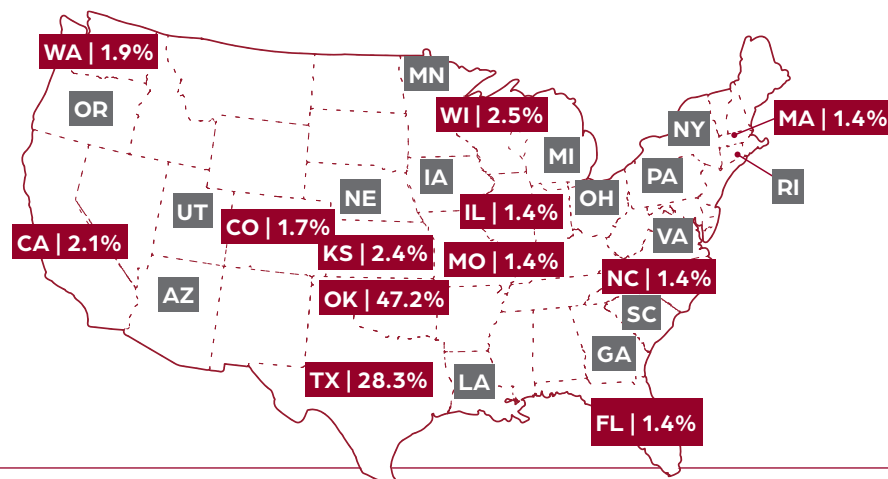 WA | 1.9%
MN
OR
WI | 2.5%
MA | 1.4%
NY
MI
IA
PA
RI
NE
OH
UT
IL | 1.4%
CO | 1.7%
VA
CA | 2.1%
KS | 2.4%
MO | 1.4%
NC | 1.4%
AZ
OK | 47.2%
SC
GA
TX | 28.3%
LA
FL | 1.4%